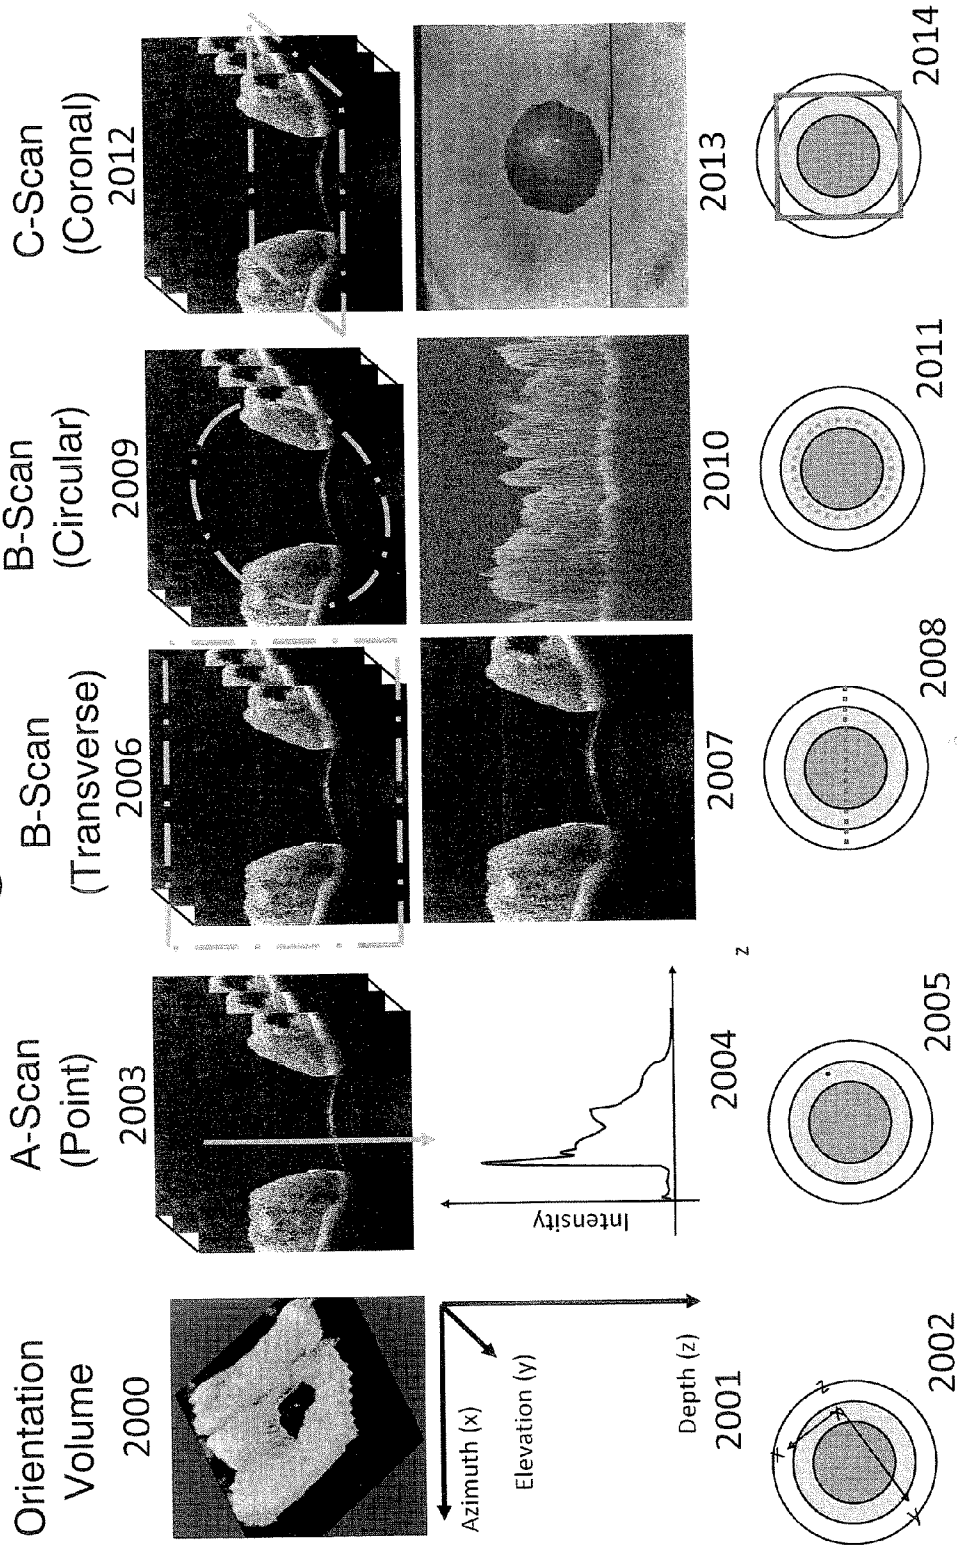 Orientation
Volume
2000
Azimuth (x)
Elevation (y)
Depth (z)
2001
x
y
z
2002
A-Scan
(Point)
2003
Intensity
z
2004
2005
B-Scan
(Transverse)
2006
2007
2008
B-Scan
(Circular)
2009
2010
2011
C-Scan
(Coronal)
2012
2013
2014